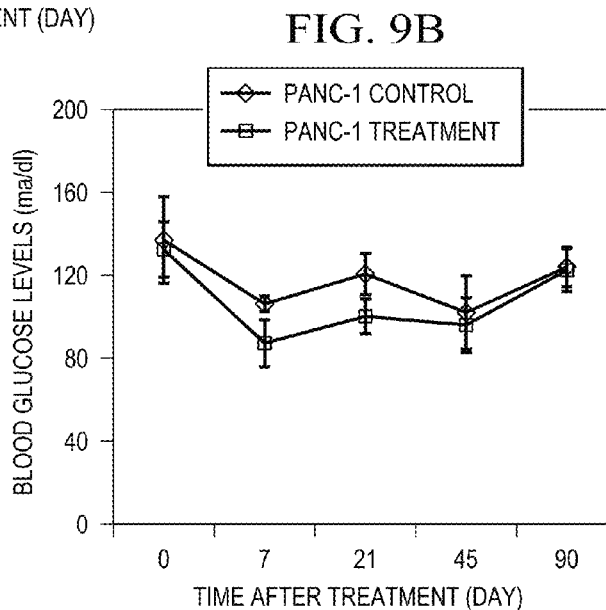 ENT (DAY)
FIG. 9B
PANC-1 CONTROL
PANC-1 TREATMENT
BLOOD GLUCOSE LEVELS (ma/dl)
200
160
120
80
40
0
0 7 21 45 90
TIME AFTER TREATMENT (DAY)